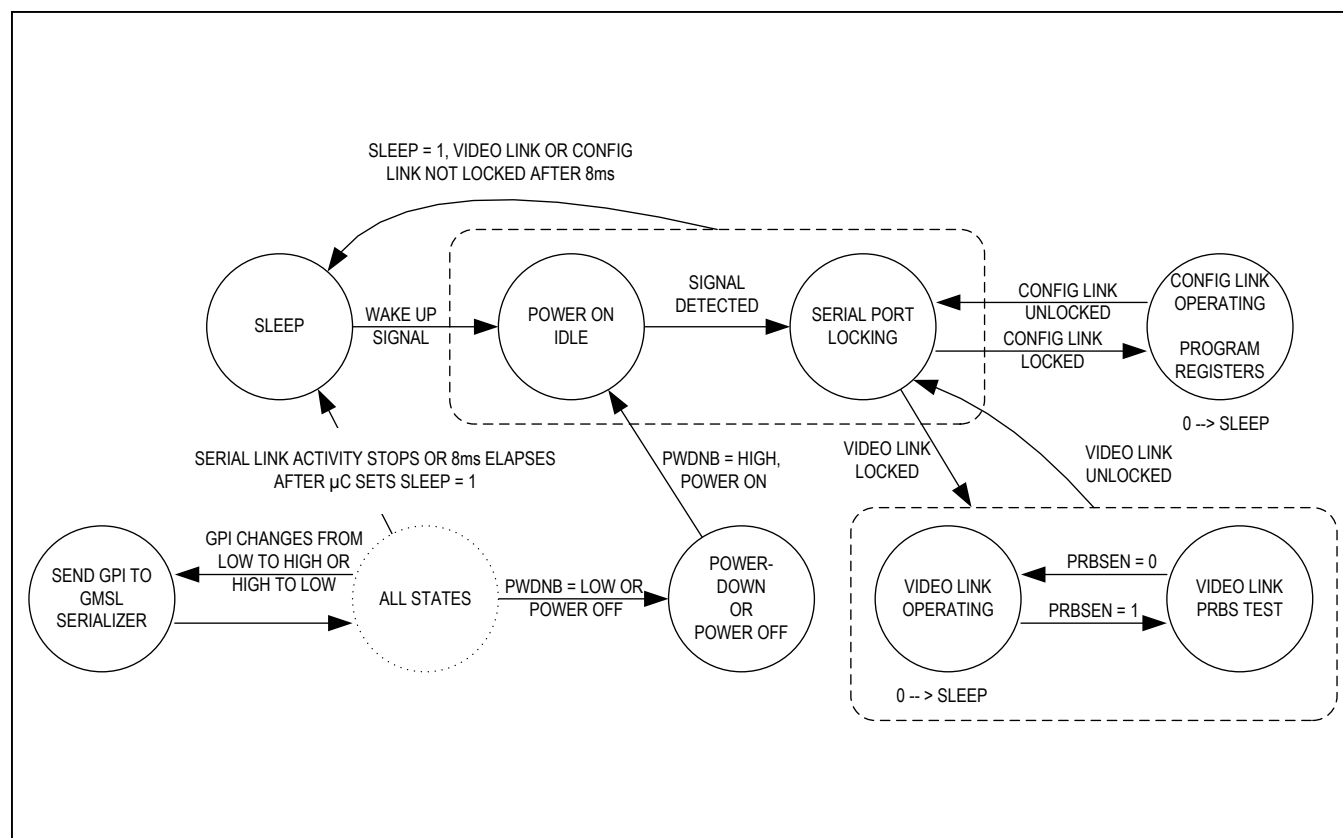 SLEEP = 1, VIDEO LINK OR CONFIG
LINK NOT LOCKED AFTER 8ms
SLEEP
WAKE UP
SIGNAL
POWER ON
IDLE
SIGNAL
DETECTED
SERIAL PORT
LOCKING
CONFIG LINK
UNLOCKED
CONFIG LINK
LOCKED
CONFIG LINK
OPERATING
PROGRAM
REGISTERS
0 --> SLEEP
SERIAL LINK ACTIVITY STOPS OR 8ms ELAPSES
AFTER µC SETS SLEEP = 1
PWDNB = HIGH,
POWER ON
VIDEO LINK
LOCKED
VIDEO LINK
UNLOCKED
SEND GPI TO
GMSL
SERIALIZER
GPI CHANGES FROM
LOW TO HIGH OR
HIGH TO LOW
ALL STATES
PWDNB = LOW OR
POWER OFF
POWER-
DOWN
OR
POWER OFF
VIDEO LINK
OPERATING
PRBSEN = 0
PRBSEN = 1
VIDEO LINK
PRBS TEST
0 -- > SLEEP